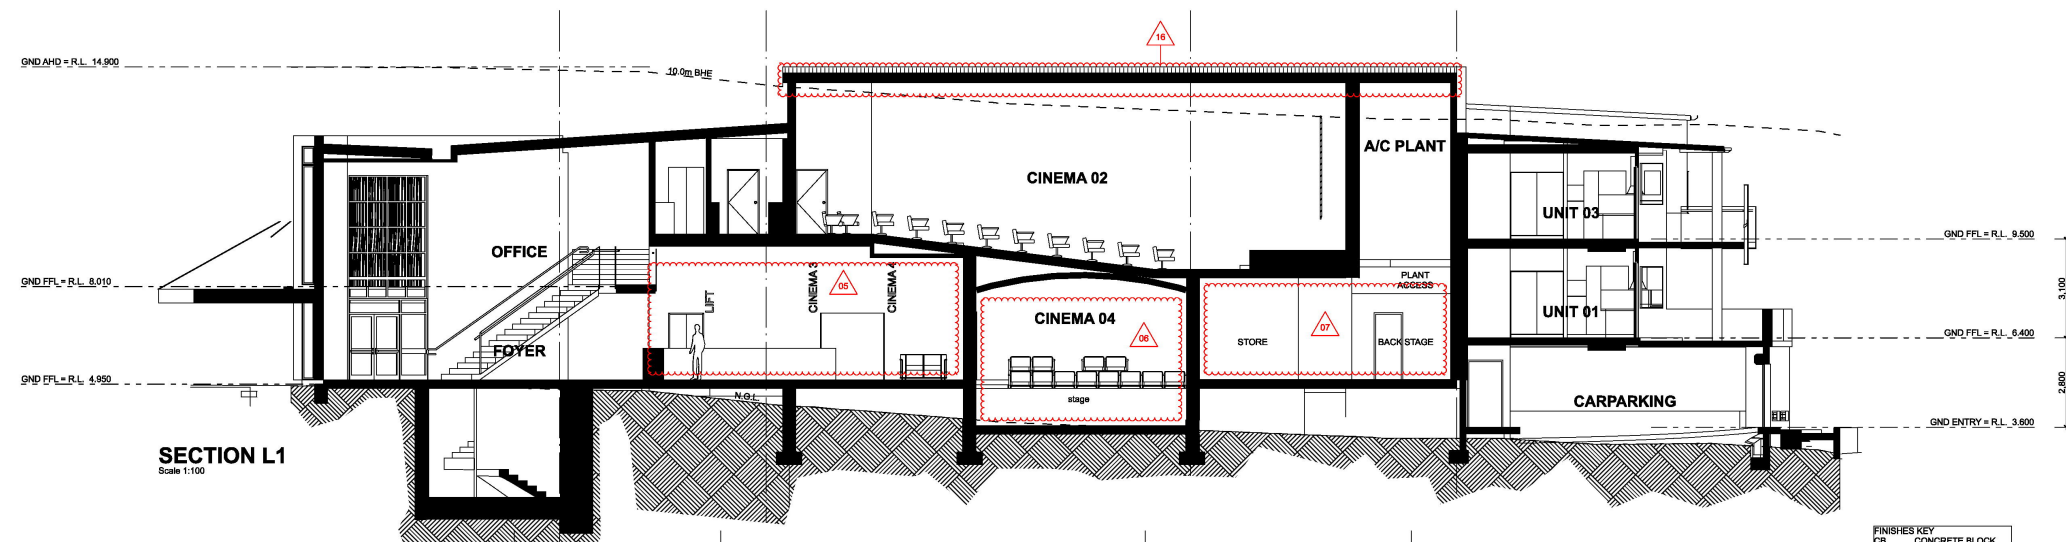 16
GND AHD = R.L. 14.900
10.0m BHE
A/C PLANT
CINEMA 02
UNIT 03
GND FFL = R.L. 9.500
OFFICE
GND FFL = R.L. 8.010
LIFT
CINEMA 3
05
CINEMA 4
PLANT
ACCESS
3,100
UNIT 01
CINEMA 04
07
06
GND FFL = R.L. 6.400
FOYER
STORE
BACK STAGE
GND FFL = R.L. 4.950
2,800
N.G.L.
stage
CARPARKING
GND ENTRY = R.L. 3.600
SECTION L1
Scale 1:100
FINISHES KEY
CB CONCRETE BLOCK